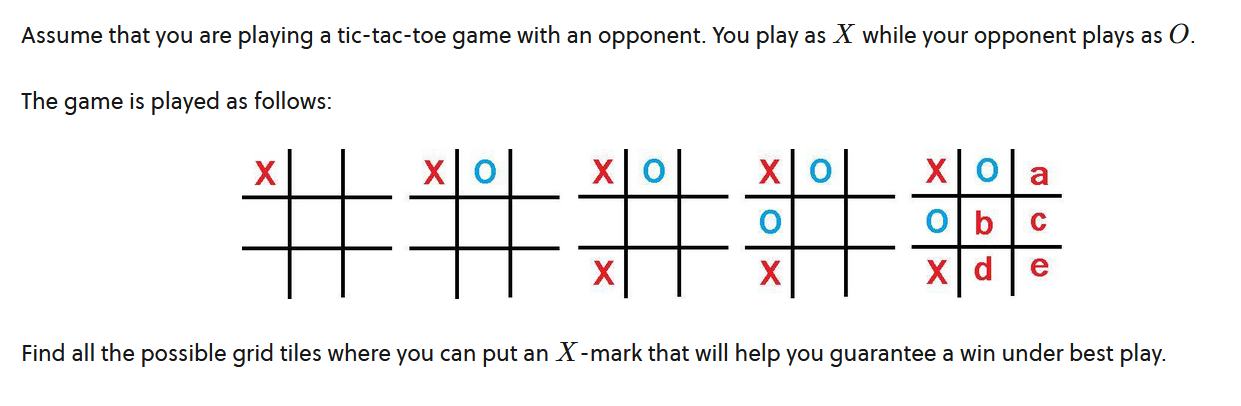 Assume that you are playing a tic-tac-toe game with an opponent. You play as X while your opponent plays as O.
The game is played as follows:
X X O X O X O X O a
O O b c
X X X d e
Find all the possible grid tiles where you can put an X-mark that will help you guarantee a win under best play.